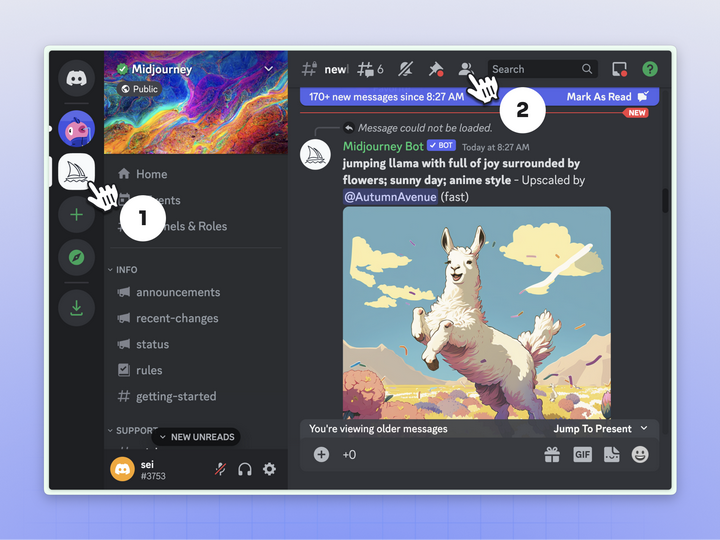 Midjourney
Public
Home
Events
nels & Roles
INFO
announcements
recent-changes
status
rules
getting-started
SUPPORT
NEW UNREADS
sei
#3753
1
new
6
Search
2
170+ new messages since 8:27 AM
Mark As Read
NEW
Message could not be loaded.
Midjourney Bot BOT Today at 8:27 AM
jumping llama with full of joy surrounded by
flowers; sunny day; anime style - Upscaled by
@AutumnAvenue (fast)
You're viewing older messages
Jump To Present
+0
GIF